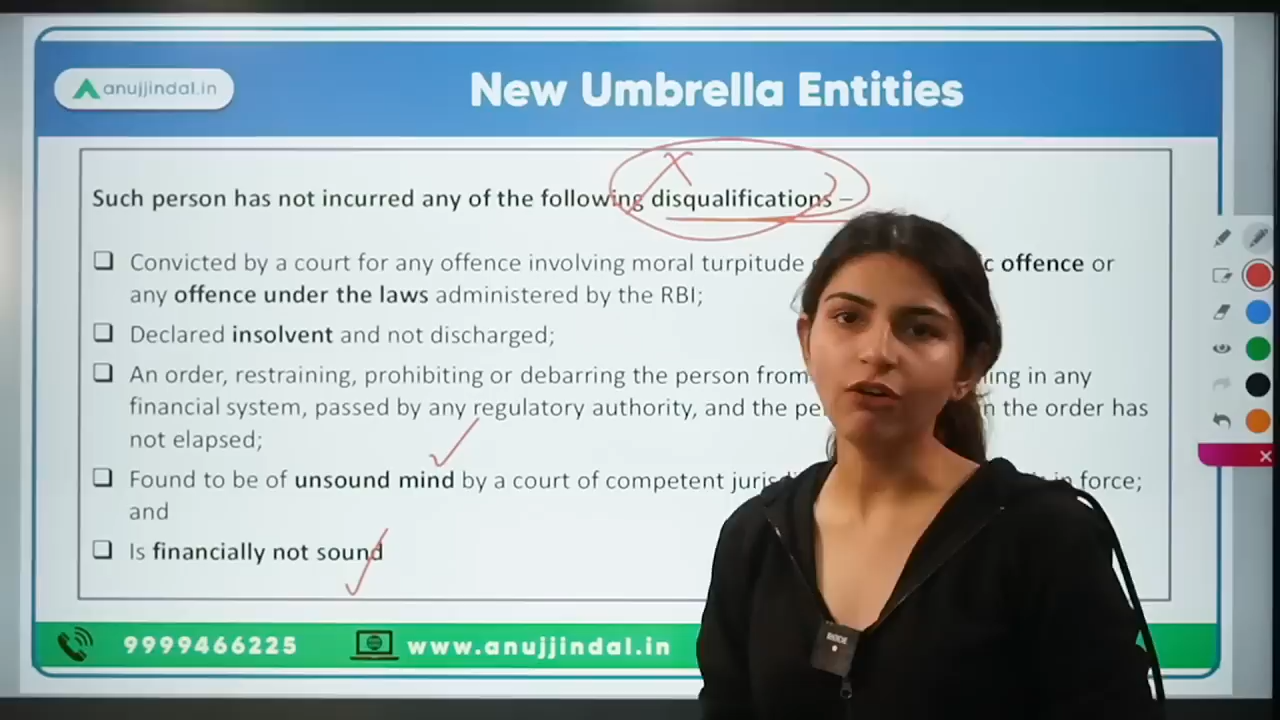 anujjindal.in
New Umbrella Entities
Such person has not incurred any of the following disqualifications –
Convicted by a court for any offence involving moral turpitude c offence or
any offence under the laws administered by the RBI;
Declared insolvent and not discharged;
An order, restraining, prohibiting or debarring the person from ing in any
financial system, passed by any regulatory authority, and the in the order has
not elapsed;
Found to be of unsound mind by a court of competent force;
and
Is financially not sound
9999466225
www.anujjindal.in
RODE